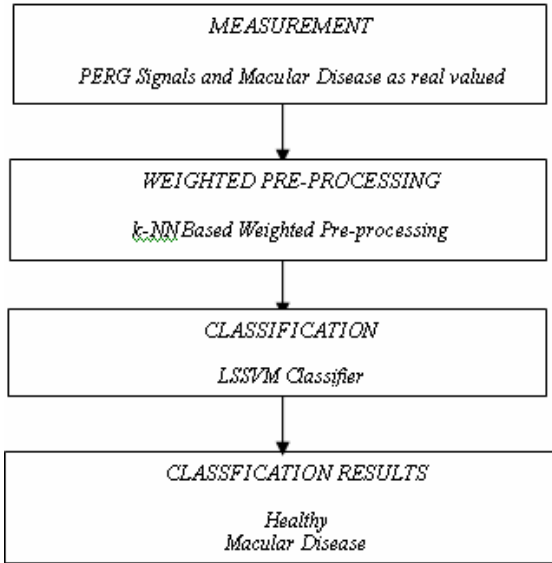 MEASUREMENT
PERG Signals and Macular Disease as real valued
WEIGHTED PRE-PROCESSING
k-NN Based Weighted Pre-processing
CLASSIFICATION
LSSVM Classifier
CLASSFICATION RESULTS
Healthy
Macular Disease